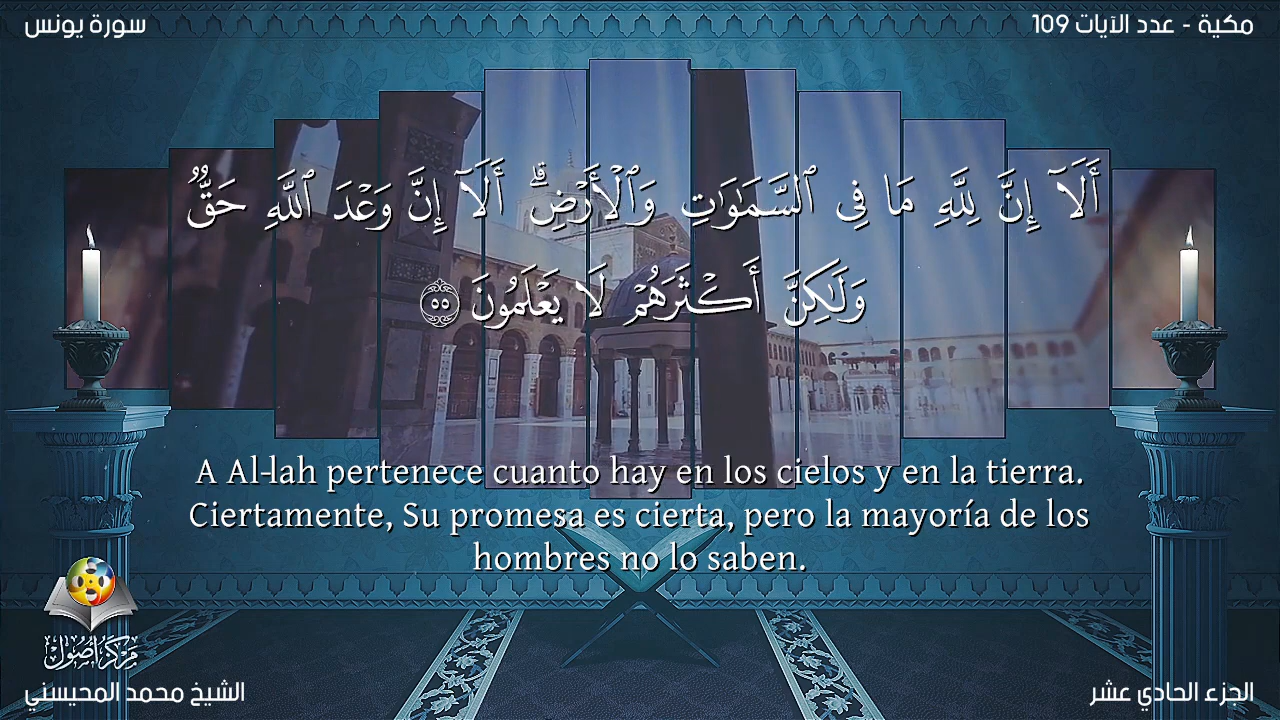 سورة يونس
مكية - عدد الآيات 109
أَلَآ إِنَّ لِلَّهِ مَا فِى ٱلسَّمَٰوَٰتِ وَٱلْأَرْضِ ۗ أَلَآ إِنَّ وَعْدَ ٱللَّهِ حَقٌّ
وَلَٰكِنَّ أَكْثَرَهُمْ لَا يَعْلَمُونَ ٥٥
A Al-lah pertenece cuanto hay en los cielos y en la tierra.
Ciertamente, Su promesa es cierta, pero la mayoría de los
hombres no lo saben.
مركز أصول
الشيخ محمد المحيسني
الجزء الحادي عشر